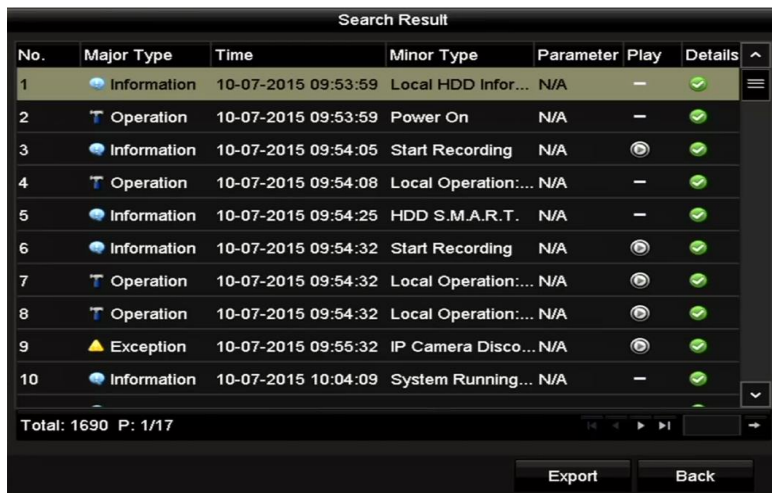 Search Result
No. Major Type Time Minor Type Parameter Play Details
1 Information 10-07-2015 09:53:59 Local HDD Infor... N/A
2 Operation 10-07-2015 09:53:59 Power On N/A
3 Information 10-07-2015 09:54:05 Start Recording N/A
4 Operation 10-07-2015 09:54:08 Local Operation:... N/A
5 Information 10-07-2015 09:54:25 HDD S.M.A.R.T. N/A
6 Information 10-07-2015 09:54:32 Start Recording N/A
7 Operation 10-07-2015 09:54:32 Local Operation:... N/A
8 Operation 10-07-2015 09:54:32 Local Operation:... N/A
9 Exception 10-07-2015 09:55:32 IP Camera Disco... N/A
10 Information 10-07-2015 10:04:09 System Running... N/A
Total: 1690 P: 1/17
Export Back